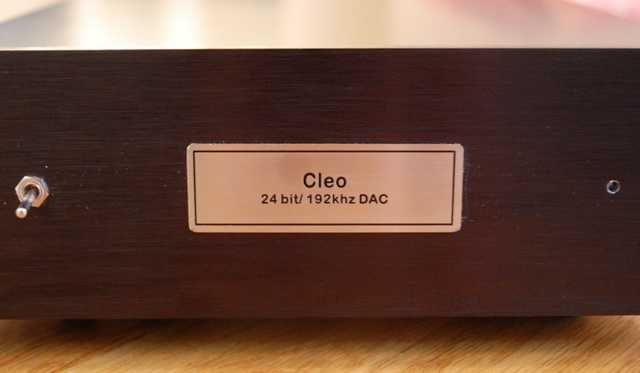 Cleo
24 bit/ 192khz DAC